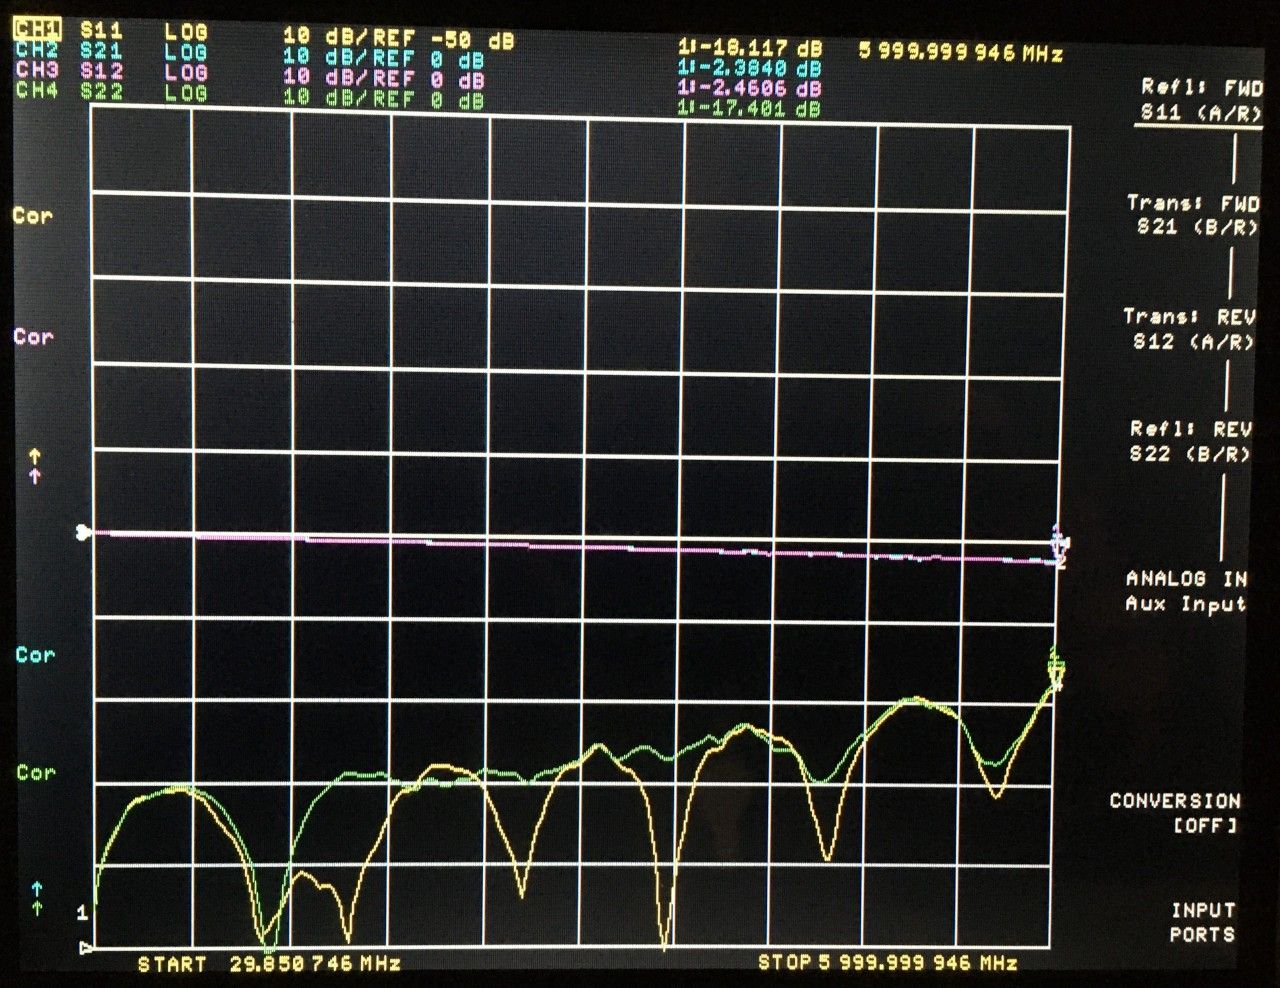 CH1 S11 LOG 10 dB/REF -50 dB 1:-18.117 dB 5 999.999 946 MHz
CH2 S21 LOG 10 dB/REF 0 dB 1:-2.3840 dB
CH3 S12 LOG 10 dB/REF 0 dB 1:-2.4606 dB
CH4 S22 LOG 10 dB/REF 0 dB 1:-17.401 dB
Refl: FWD
S11 (A/R)
Cor
Trans: FWD
S21 (B/R)
Cor
Trans: REV
S12 (A/R)
Refl: REV
S22 (B/R)
ANALOG IN
Aux Input
Cor
Cor
CONVERSION
[OFF]
1
INPUT
PORTS
START 29.850 746 MHz STOP 5 999.999 946 MHz